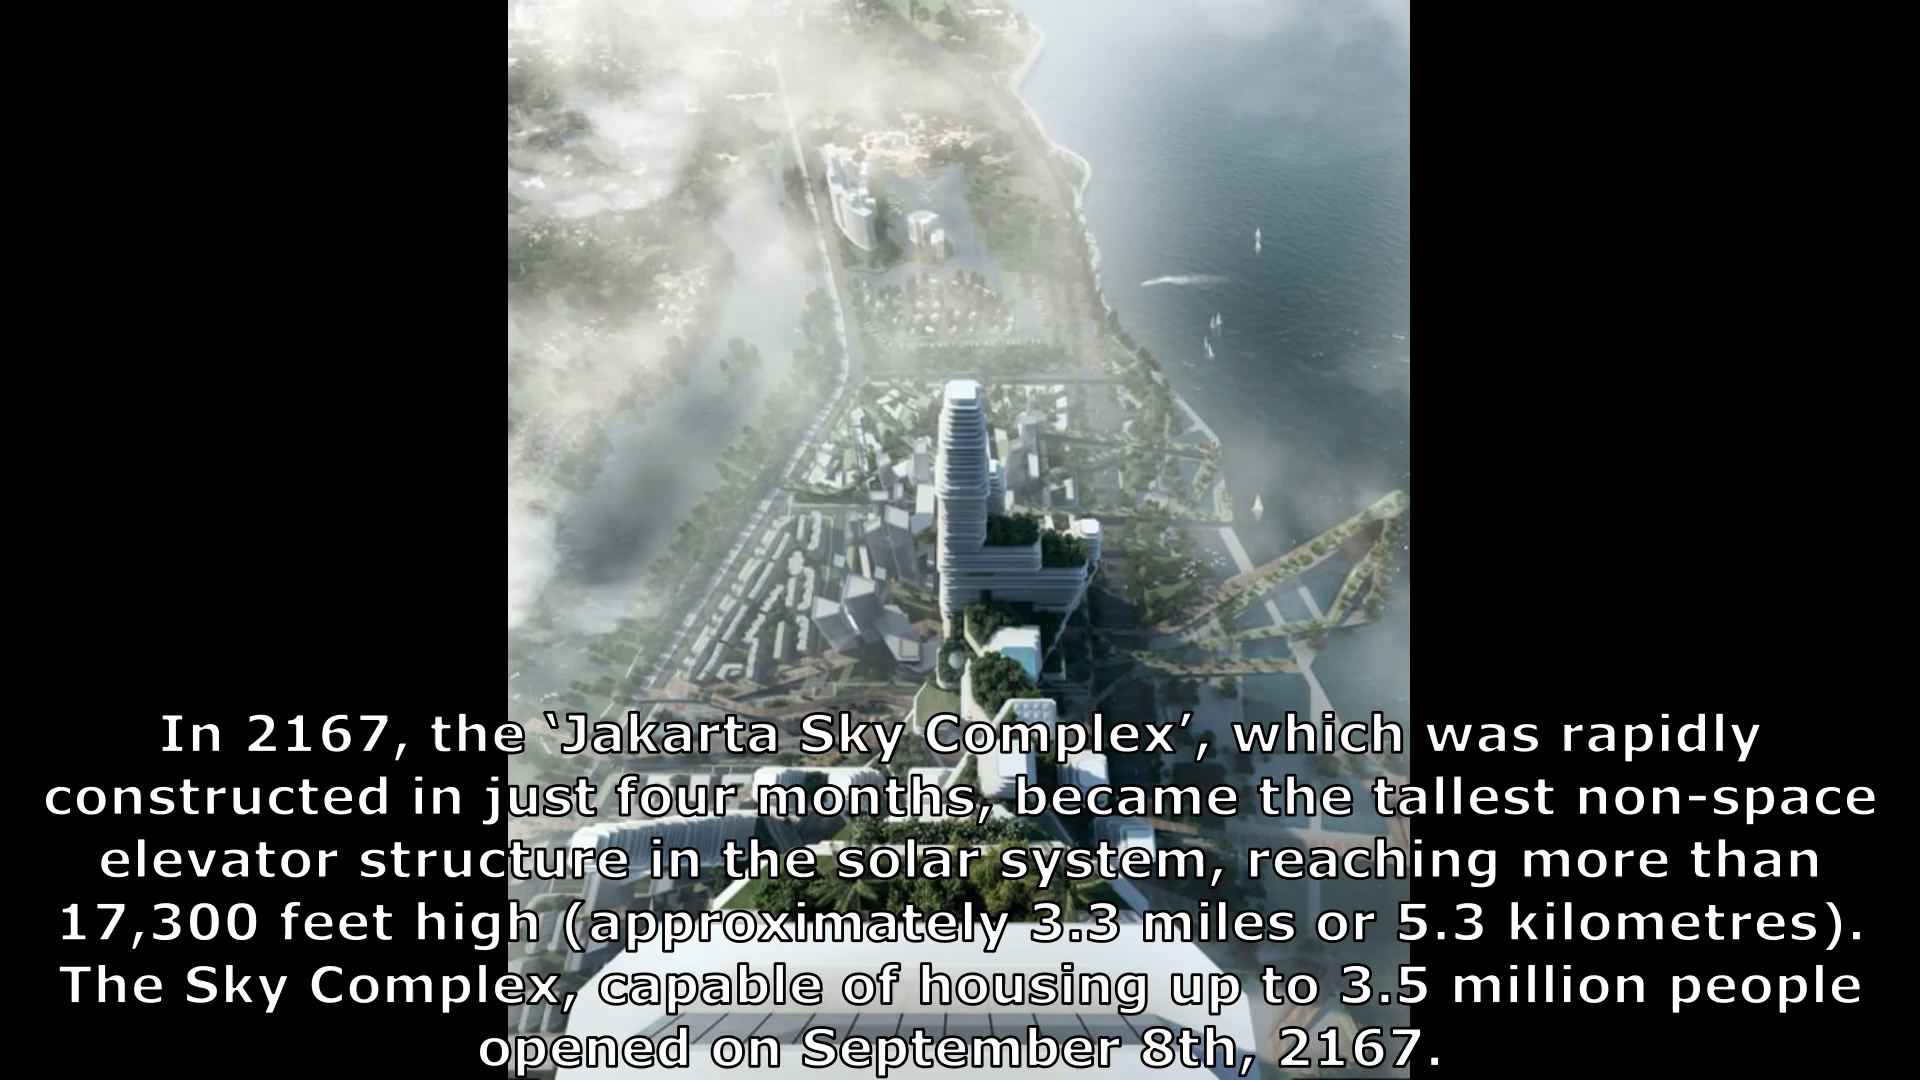 In 2167, the ‘Jakarta Sky Complex’, which was rapidly
constructed in just four months, became the tallest non-space
elevator structure in the solar system, reaching more than
17,300 feet high (approximately 3.3 miles or 5.3 kilometres).
The Sky Complex, capable of housing up to 3.5 million people
opened on September 8th, 2167.